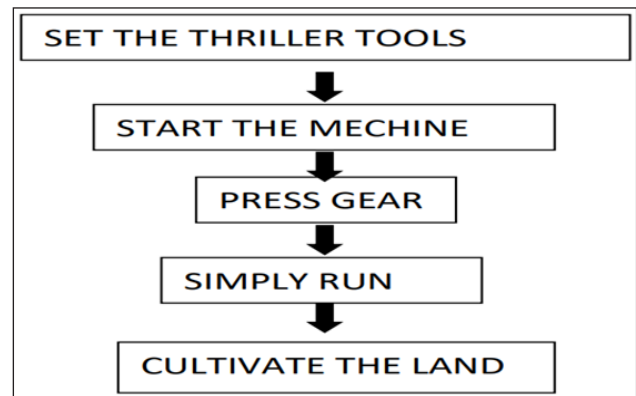 SET THE THRILLER TOOLS
START THE MECHINE
PRESS GEAR
SIMPLY RUN
CULTIVATE THE LAND